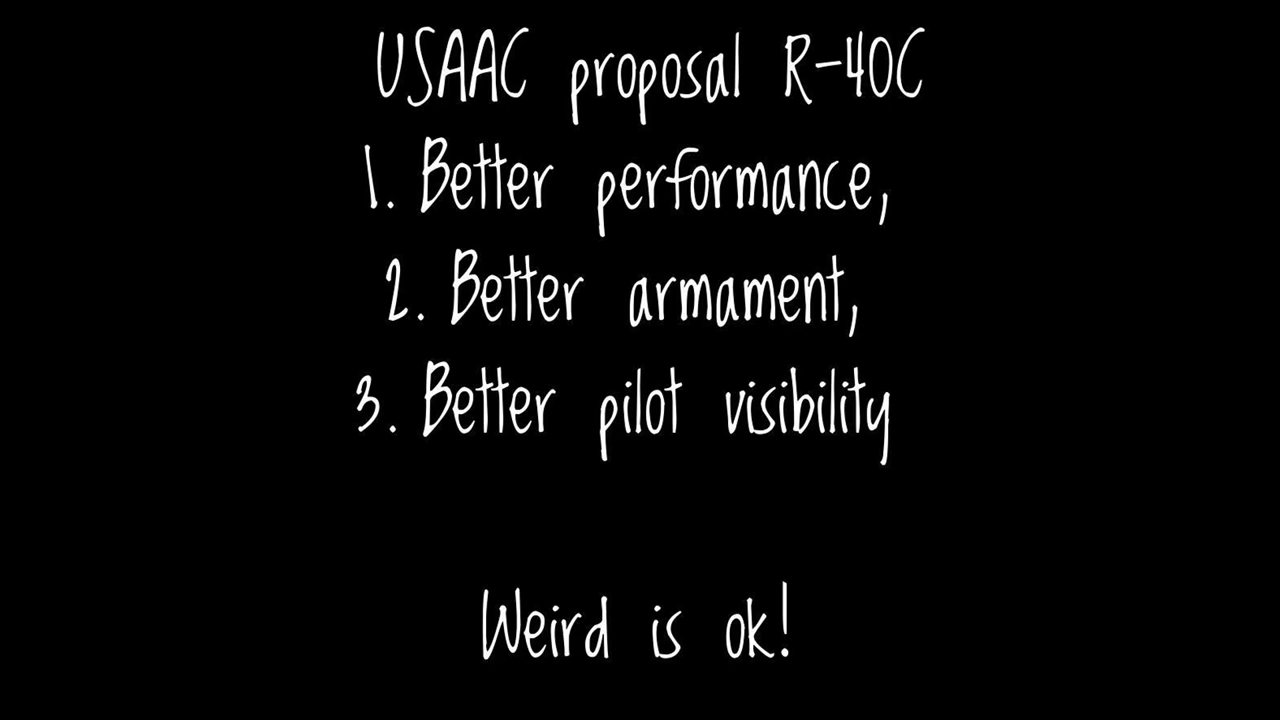 USAAC proposal R-40C
1. Better performance,
2. Better armament,
3. Better pilot visibility
Weird is ok!